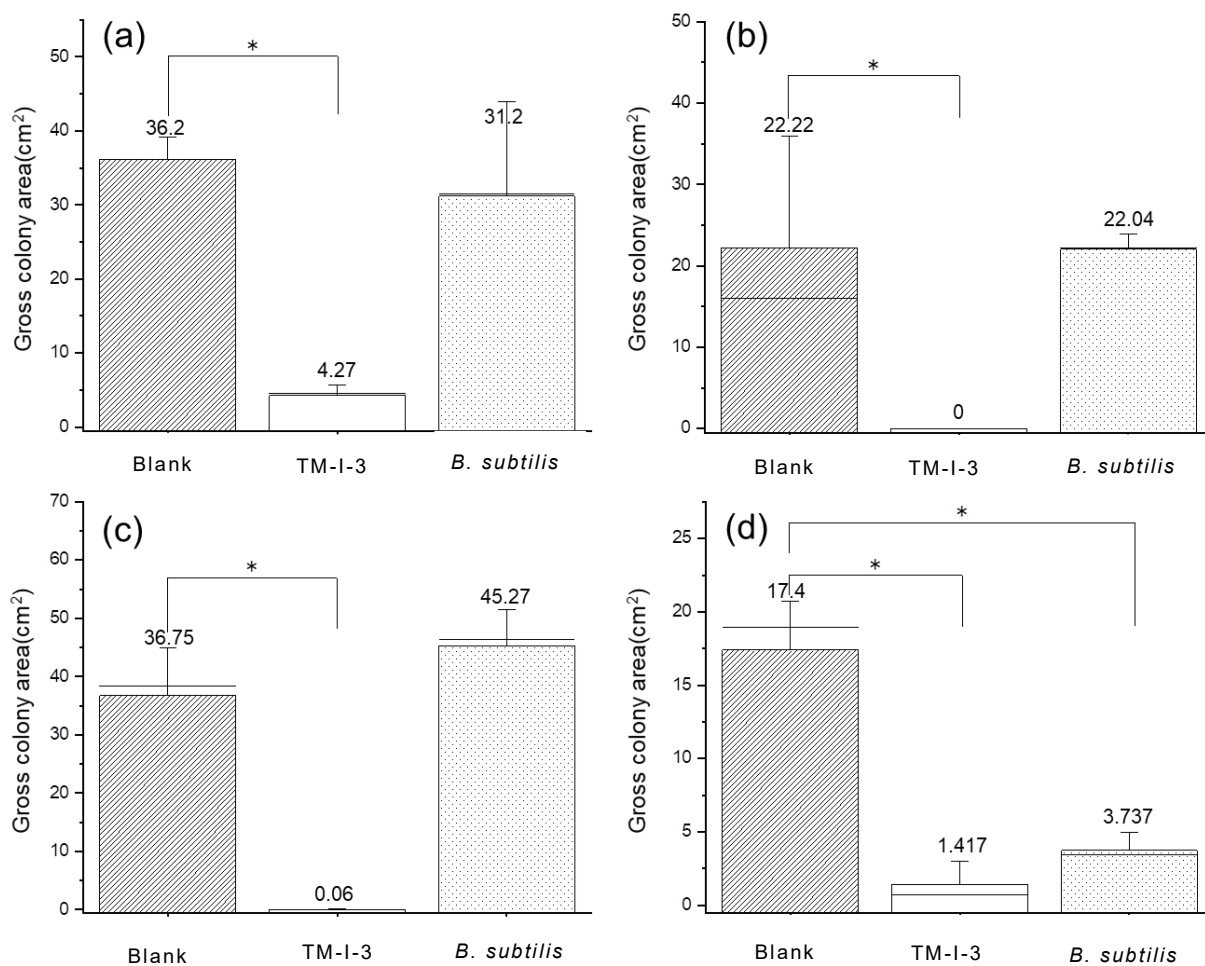 (a)
Gross colony area(cm²)
50
40
30
20
10
0
*
36.2
4.27
31.2
Blank
TM-I-3
B. subtilis
(b)
Gross colony area(cm²)
50
40
30
20
10
0
*
22.22
0
22.04
Blank
TM-I-3
B. subtilis
(c)
Gross colony area(cm²)
70
60
50
40
30
20
10
0
*
36.75
0.06
45.27
Blank
TM-I-3
B. subtilis
(d)
Gross colony area(cm²)
25
20
15
10
5
0
*
*
17.4
1.417
3.737
Blank
TM-I-3
B. subtilis